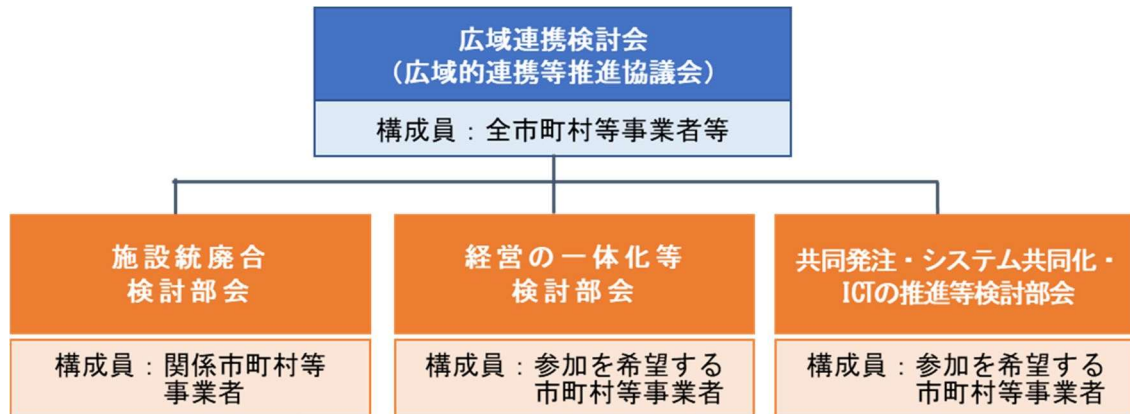 広域連携検討会
（広域的連携等推進協議会）
構成員：全市町村等事業者等
施設統廃合
検討部会
構成員：関係市町村等
事業者
経営の一体化等
検討部会
構成員：参加を希望する
市町村等事業者
共同発注・システム共同化・
ICTの推進等検討部会
構成員：参加を希望する
市町村等事業者